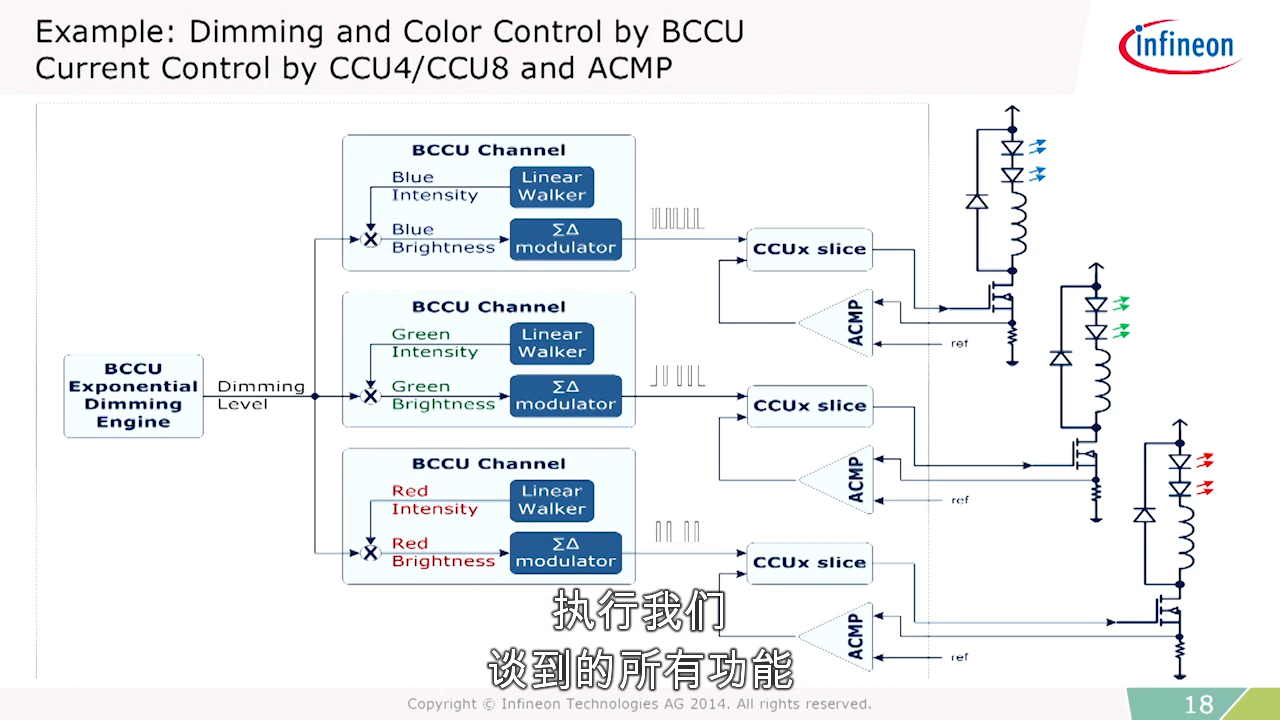 Example: Dimming and Color Control by BCCU
Current Control by CCU4/CCU8 and ACMP
infineon
BCCU Channel
Blue
Intensity
Linear
Walker
X
Blue
Brightness
ΣΔ
modulator
CCUx slice
ACMP
ref
BCCU Channel
Green
Intensity
Linear
Walker
BCCU
Exponential
Dimming
Engine
Dimming
Level
X
Green
Brightness
ΣΔ
modulator
CCUx slice
ACMP
ref
BCCU Channel
Red
Intensity
Linear
Walker
X
Red
Brightness
ΣΔ
modulator
CCUx slice
ACMP
ref
执行我们
谈到的所有功能
Copyright © Infineon Technologies AG 2014. All rights reserved.
18